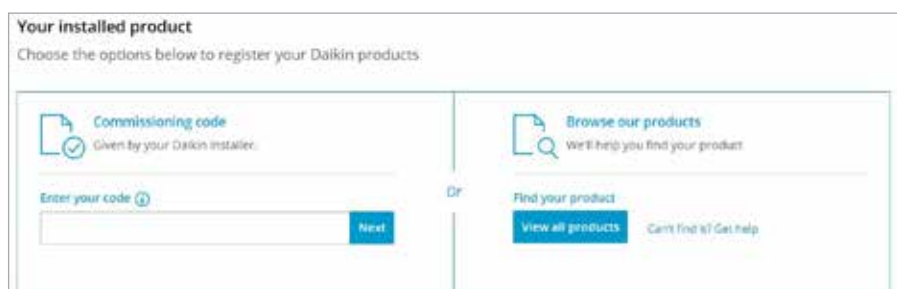 Your installed product
Choose the options below to register your Daikin products
Commissioning code
Given by your Daikin installer.
Enter your code
Next
Or
Browse our products
We'll help you find your product
Find your product
View all products
Can't find it? Get help